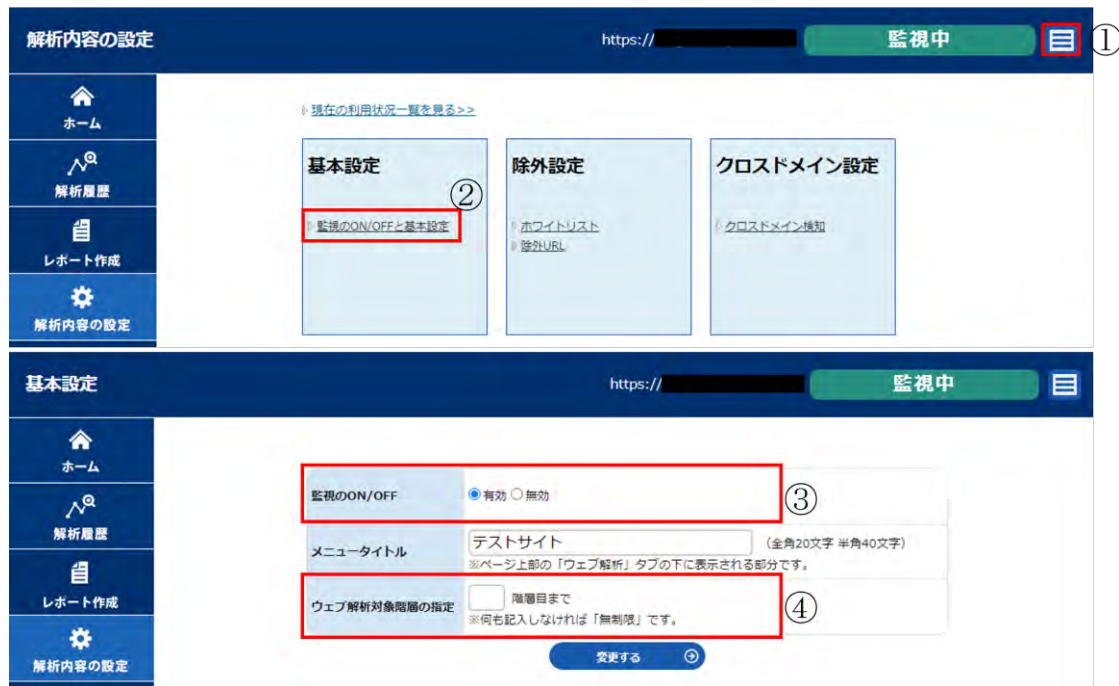 解析内容の設定
https://
監視中
①
ホーム
解析履歴
レポート作成
解析内容の設定
現在の利用状況一覧を見る>>
基本設定
②
監視のON/OFFと基本設定
除外設定
ホワイトリスト
除外URL
クロスドメイン設定
クロスドメイン検知
基本設定
https://
監視中
ホーム
解析履歴
レポート作成
解析内容の設定
監視のON/OFF
有効 無効
③
メニュータイトル
テストサイト
(全角20文字 半角40文字)
※ページ上部の「ウェブ解析」タブの下に表示される部分です。
ウェブ解析対象階層の指定
階層目まで
※何も記入しなければ「無制限」です。
④
変更する